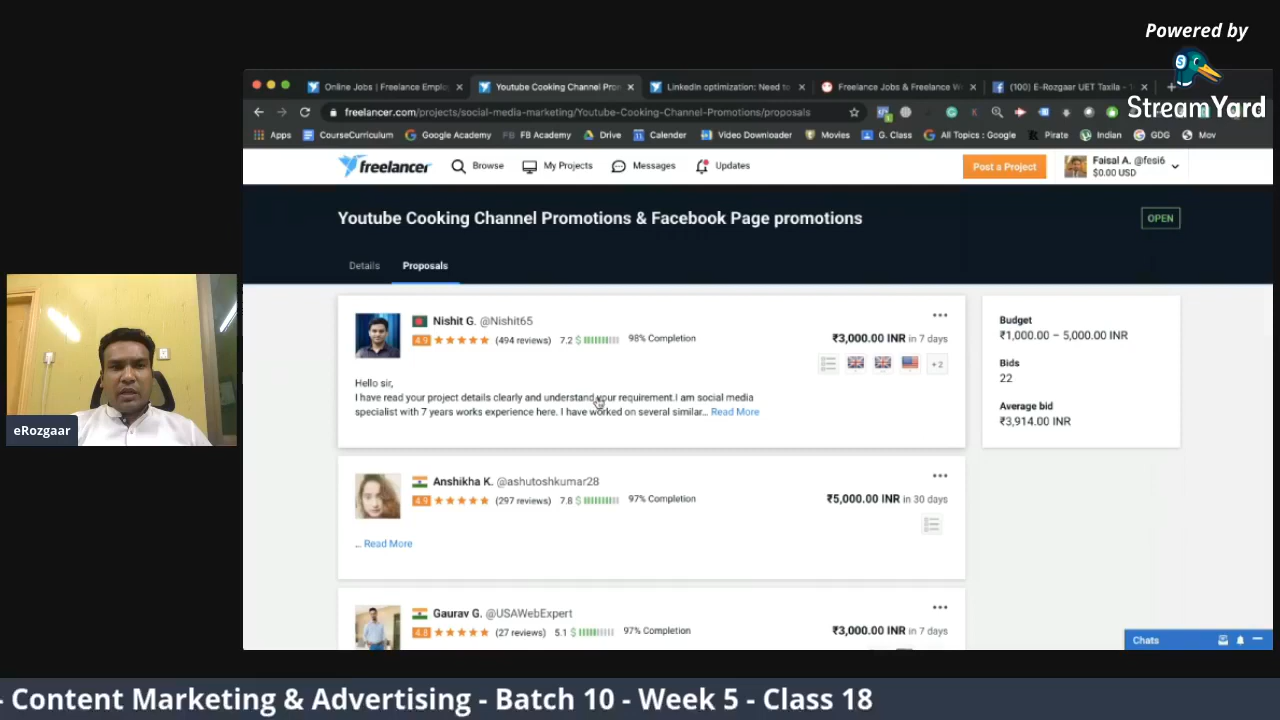 Powered by
StreamYard
Online Jobs | Freelance Emplo
Youtube Cooking Channel Pro
LinkedIn optimization: Need to
Freelance Jobs & Freelance W
(100) E-Rozgaar UET Taxila -
freelancer.com/projects/social-media-marketing/Youtube-Cooking-Channel-Promotions/proposals
Apps CourseCurriculum Google Academy FB Academy Drive Calender Video Downloader Movies G. Class All Topics : Google Pirate Indian GDG Mov
freelancer Browse My Projects Messages Updates Post a Project Faisal A. @fesi6
$0.00 USD
Youtube Cooking Channel Promotions & Facebook Page promotions
OPEN
Details Proposals
Nishit G. @Nishit65
4.9 (494 reviews) 7.2 $ 98% Completion
₹3,000.00 INR in 7 days
+2
Hello sir,
I have read your project details clearly and understand your requirement.I am social media
specialist with 7 years works experience here. I have worked on several similar... Read More
Budget
₹1,000.00 – 5,000.00 INR
Bids
22
Average bid
₹3,914.00 INR
Anshikha K. @ashutoshkumar28
4.9 (297 reviews) 7.8 $ 97% Completion
₹5,000.00 INR in 30 days
... Read More
Gaurav G. @USAWebExpert
4.8 (27 reviews) 5.1 $ 97% Completion
₹3,000.00 INR in 7 days
Chats
eRozgaar
- Content Marketing & Advertising - Batch 10 - Week 5 - Class 18